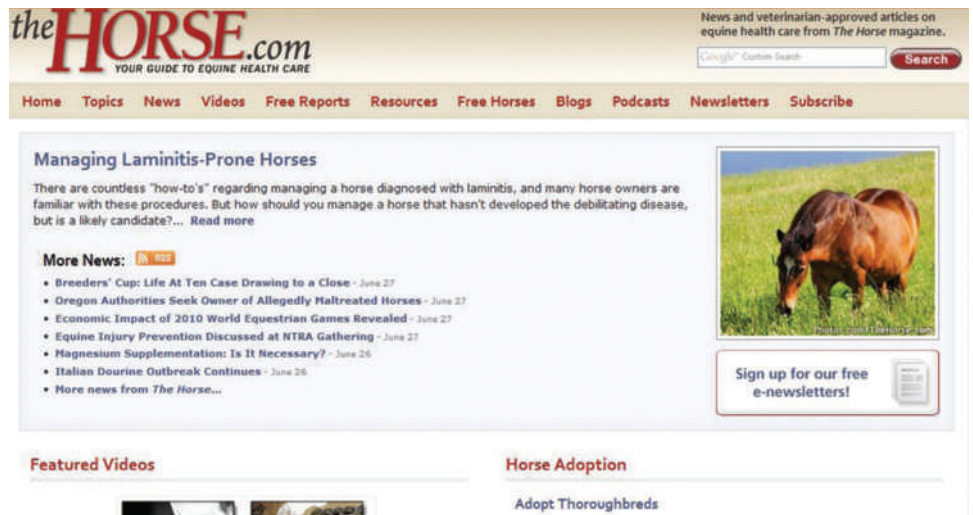 theHORSE.com
YOUR GUIDE TO EQUINE HEALTH CARE
News and veterinarian-approved articles on
equine health care from The Horse magazine.
Google™ Custom Search
Search
Home Topics News Videos Free Reports Resources Free Horses Blogs Podcasts Newsletters Subscribe
Managing Laminitis-Prone Horses
There are countless "how-to's" regarding managing a horse diagnosed with laminitis, and many horse owners are
familiar with these procedures. But how should you manage a horse that hasn't developed the debilitating disease,
but is a likely candidate?... Read more
More News: RSS
• Breeders' Cup: Life At Ten Case Drawing to a Close - June 27
• Oregon Authorities Seek Owner of Allegedly Maltreated Horses - June 27
• Economic Impact of 2010 World Equestrian Games Revealed - June 27
• Equine Injury Prevention Discussed at NTRA Gathering - June 27
• Magnesium Supplementation: Is It Necessary? - June 26
• Italian Dourine Outbreak Continues - June 26
• More news from The Horse...
Photos.com/TheHorse.com
Sign up for our free
e-newsletters!
Featured Videos
Horse Adoption
Adopt Thoroughbreds